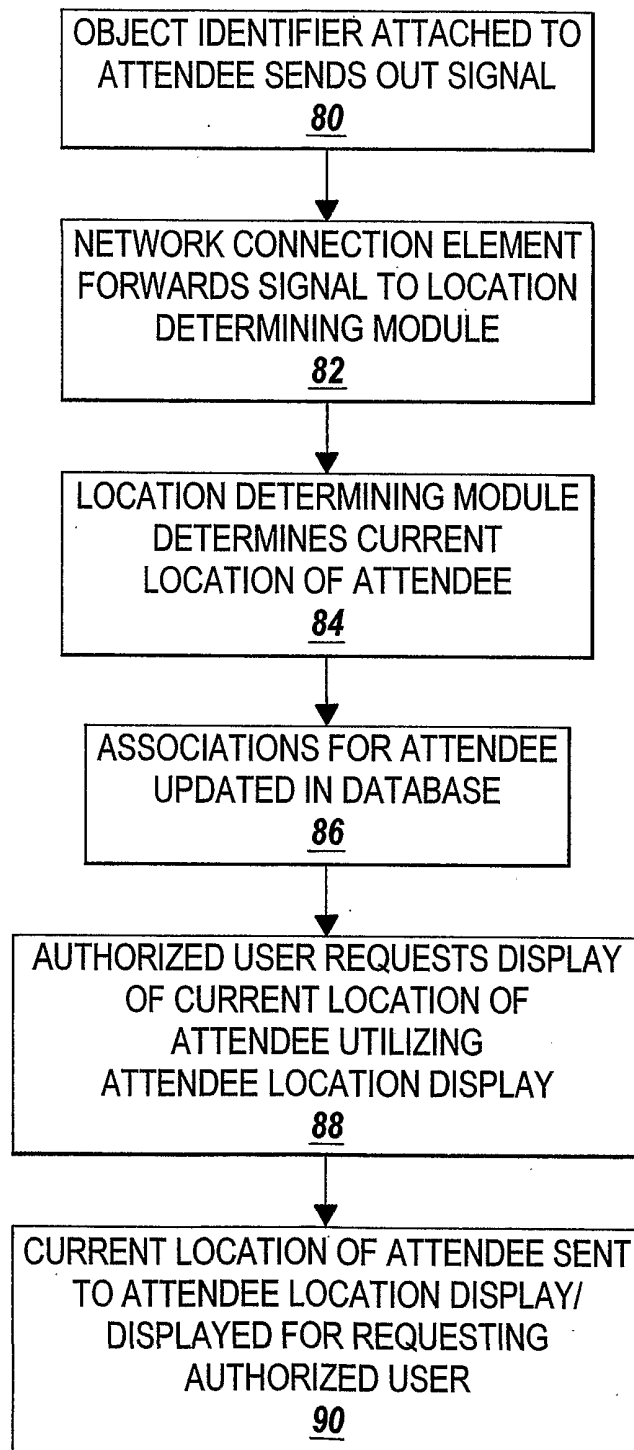 OBJECT IDENTIFIER ATTACHED TO
ATTENDEE SENDS OUT SIGNAL
80
NETWORK CONNECTION ELEMENT
FORWARDS SIGNAL TO LOCATION
DETERMINING MODULE
82
LOCATION DETERMINING MODULE
DETERMINES CURRENT
LOCATION OF ATTENDEE
84
ASSOCIATIONS FOR ATTENDEE
UPDATED IN DATABASE
86
AUTHORIZED USER REQUESTS DISPLAY
OF CURRENT LOCATION OF
ATTENDEE UTILIZING
ATTENDEE LOCATION DISPLAY
88
CURRENT LOCATION OF ATTENDEE SENT
TO ATTENDEE LOCATION DISPLAY/
DISPLAYED FOR REQUESTING
AUTHORIZED USER
90